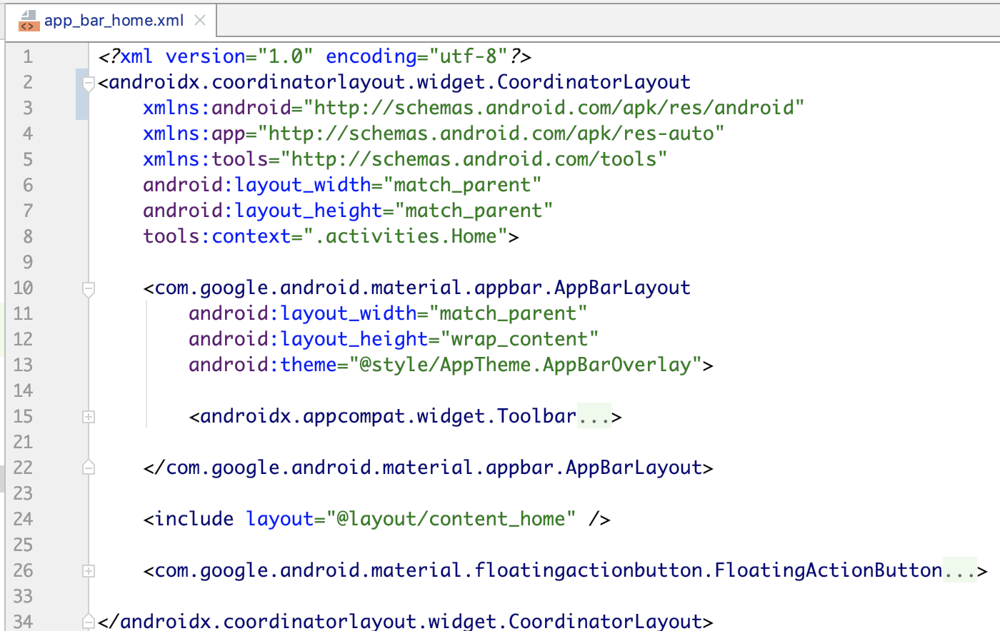 app_bar_home.xml
1 <?xml version="1.0" encoding="utf-8"?>
2 <androidx.coordinatorlayout.widget.CoordinatorLayout
3 xmlns:android="http://schemas.android.com/apk/res/android"
4 xmlns:app="http://schemas.android.com/apk/res-auto"
5 xmlns:tools="http://schemas.android.com/tools"
6 android:layout_width="match_parent"
7 android:layout_height="match_parent"
8 tools:context=".activities.Home">
9
10 <com.google.android.material.appbar.AppBarLayout
11 android:layout_width="match_parent"
12 android:layout_height="wrap_content"
13 android:theme="@style/AppTheme.AppBarOverlay">
14
15 <androidx.appcompat.widget.Toolbar...>
21
22 </com.google.android.material.appbar.AppBarLayout>
23
24 <include layout="@layout/content_home" />
25
26 <com.google.android.material.floatingactionbutton.FloatingActionButton...>
33
34 </androidx.coordinatorlayout.widget.CoordinatorLayout>